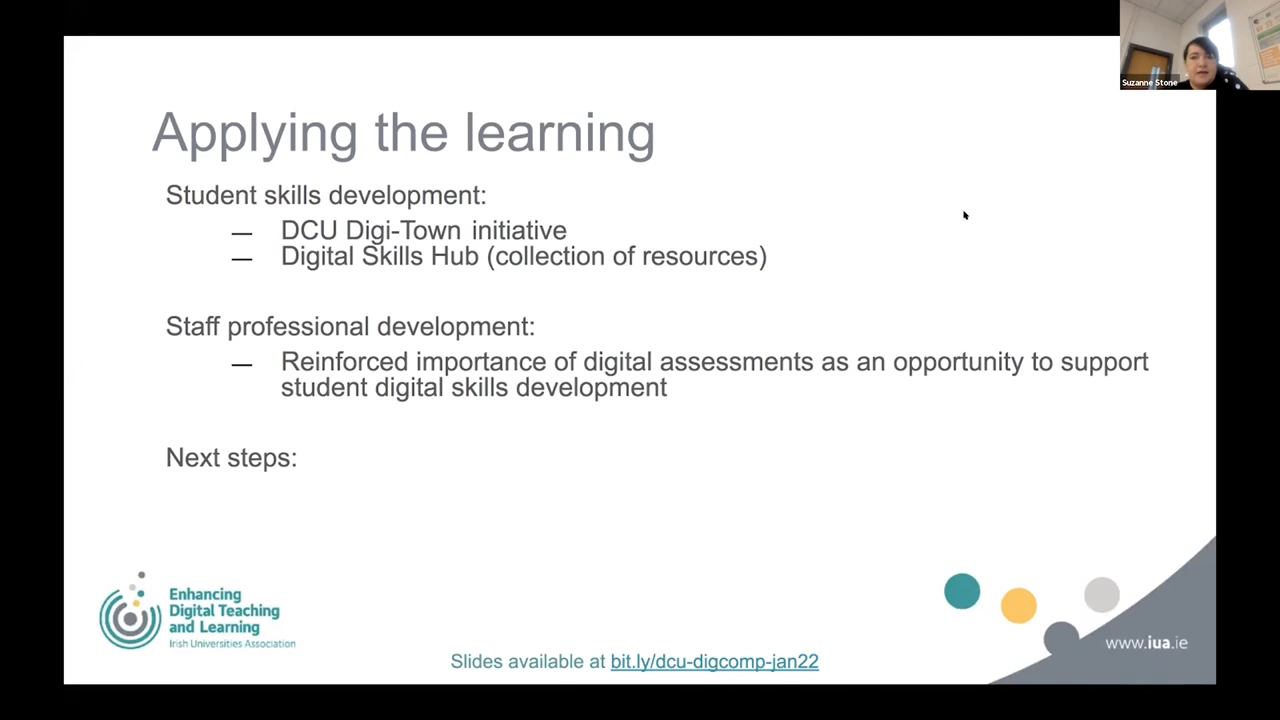 Suzanne Stone
Applying the learning
Student skills development:
— DCU Digi-Town initiative
— Digital Skills Hub (collection of resources)
Staff professional development:
— Reinforced importance of digital assessments as an opportunity to support
student digital skills development
Next steps:
Enhancing
Digital Teaching
and Learning
Irish Universities Association
www.iua.ie
Slides available at bit.ly/dcu-digcomp-jan22